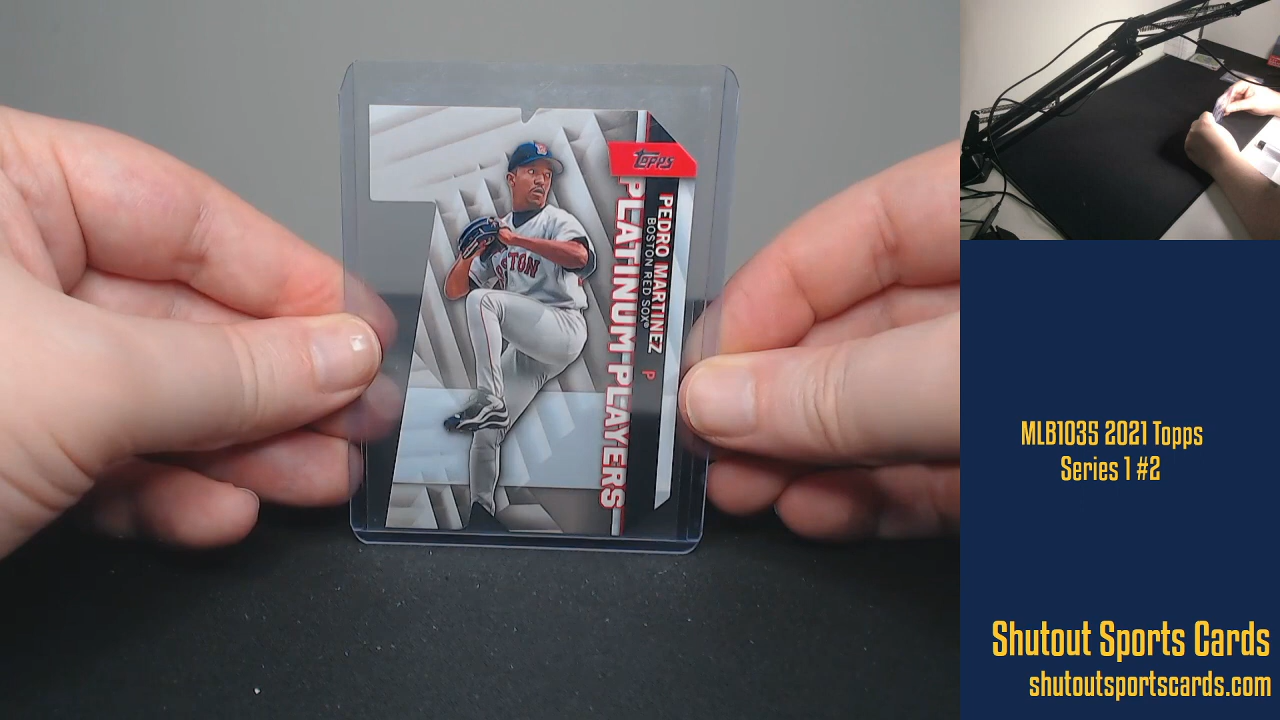 Topps
PEDRO MARTINEZ
BOSTON RED SOX®
P
PLATINUM PLAYERS
BOSTON
MLB1035 2021 Topps
Series 1 #2
Shutout Sports Cards
shutoutsportscards.com